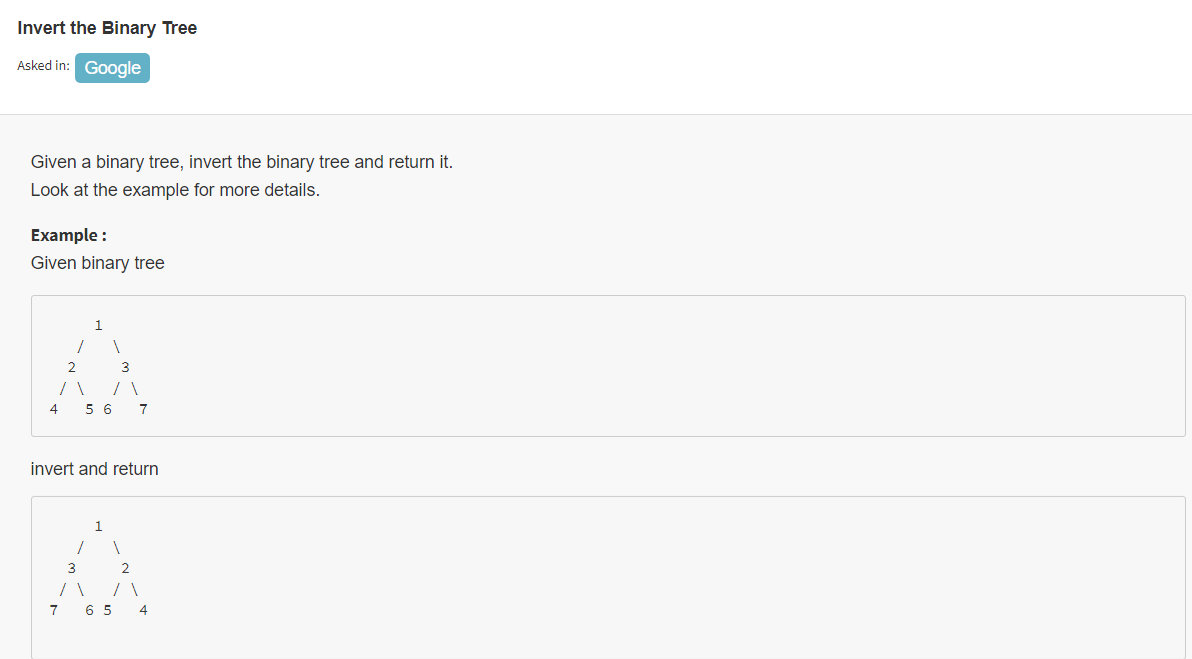 Invert the Binary Tree
Asked in: Google
Given a binary tree, invert the binary tree and return it.
Look at the example for more details.
Example :
Given binary tree
     1
   /   \
  2     3
 / \   / \
4   5 6   7
invert and return
     1
   /   \
  3     2
 / \   / \
7   6 5   4